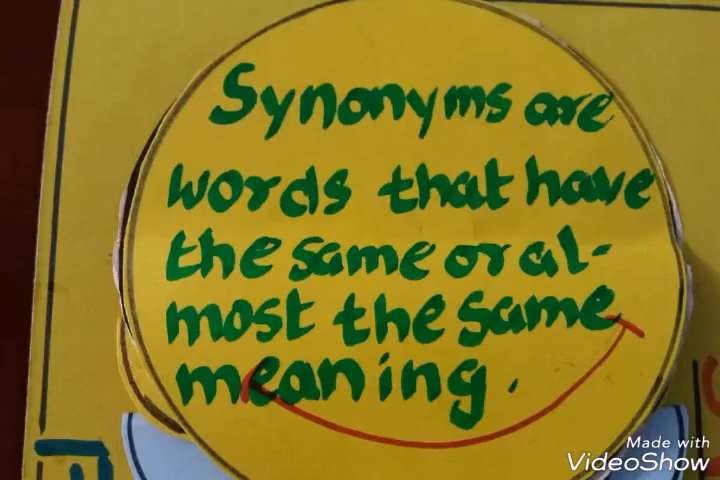 Synonyms are
words that have
the same or al-
most the same
meaning.
Made with
VideoShow